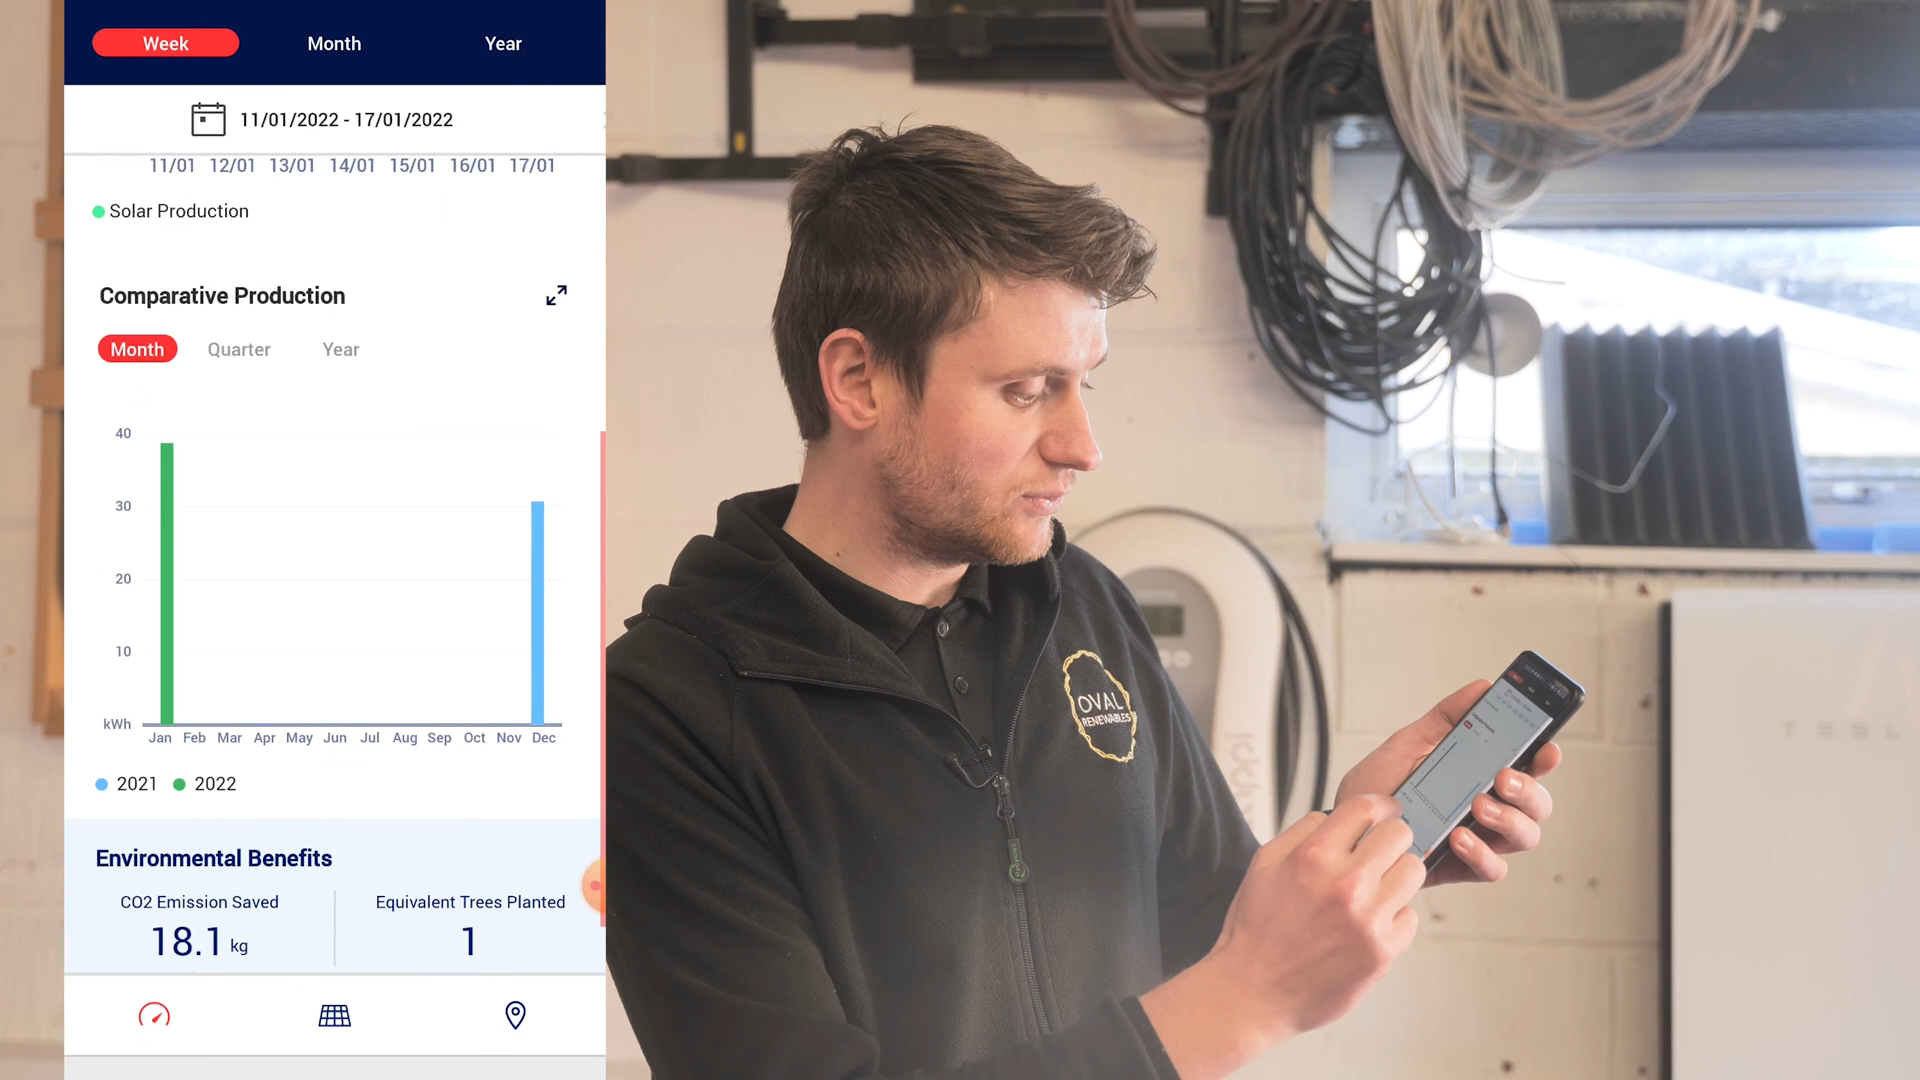 Week Month Year
11/01/2022 - 17/01/2022
11/01 12/01 13/01 14/01 15/01 16/01 17/01
Solar Production
Comparative Production
Month Quarter Year
40
30
20
10
kWh
Jan Feb Mar Apr May Jun Jul Aug Sep Oct Nov Dec
2021 2022
Environmental Benefits
CO2 Emission Saved Equivalent Trees Planted
18.1 kg 1
OVAL
RENEWABLES
TESL